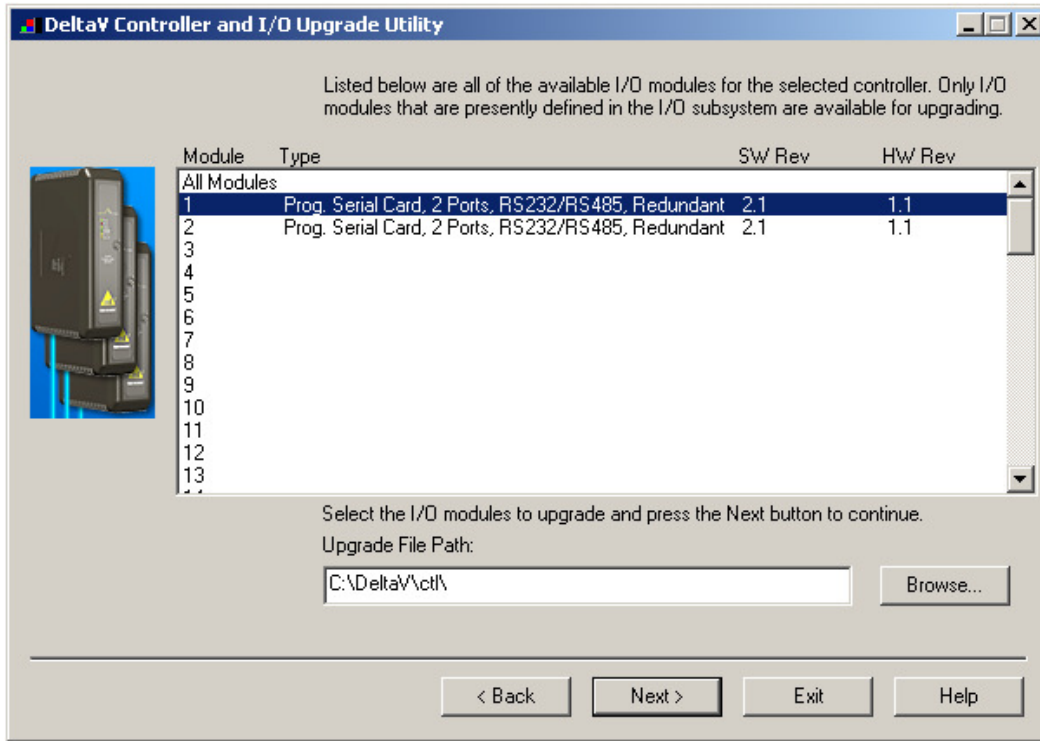 DeltaV Controller and I/O Upgrade Utility
Listed below are all of the available I/O modules for the selected controller. Only I/O
modules that are presently defined in the I/O subsystem are available for upgrading.
Module Type SW Rev HW Rev
All Modules
1 Prog. Serial Card, 2 Ports, RS232/RS485, Redundant 2.1 1.1
2 Prog. Serial Card, 2 Ports, RS232/RS485, Redundant 2.1 1.1
3
4
5
6
7
8
9
10
11
12
13
Select the I/O modules to upgrade and press the Next button to continue.
Upgrade File Path:
C:\DeltaV\ctl\
Browse...
< Back Next > Exit Help